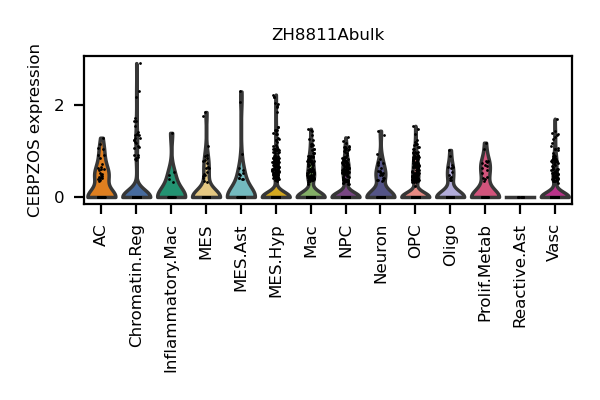 ZH8811Abulk
CEBPZOS expression
2
0
AC
Chromatin.Reg
Inflammatory.Mac
MES
MES.Ast
MES.Hyp
Mac
NPC
Neuron
OPC
Oligo
Prolif.Metab
Reactive.Ast
Vasc